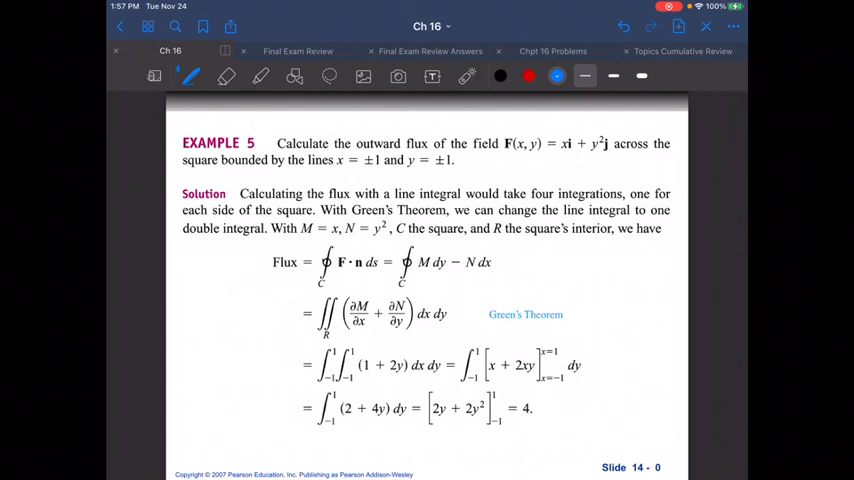 1:57 PM Tue Nov 24
100%
Ch 16
Ch 16
Final Exam Review
Final Exam Review Answers
Chpt 16 Problems
Topics Cumulative Review
EXAMPLE 5 Calculate the outward flux of the field F(x, y) = xi + y²j across the
square bounded by the lines x = ±1 and y = ±1.
Solution Calculating the flux with a line integral would take four integrations, one for
each side of the square. With Green's Theorem, we can change the line integral to one
double integral. With M = x, N = y², C the square, and R the square's interior, we have
Flux = ∮_C F · n ds = ∮_C M dy − N dx
= ∬_R (∂M/∂x + ∂N/∂y) dx dy Green's Theorem
= ∫_{-1}^{1} ∫_{-1}^{1} (1 + 2y) dx dy = ∫_{-1}^{1} [x + 2xy]_{x=-1}^{x=1} dy
= ∫_{-1}^{1} (2 + 4y) dy = [2y + 2y²]_{-1}^{1} = 4.
Slide 14 - 0
Copyright © 2007 Pearson Education, Inc. Publishing as Pearson Addison-Wesley